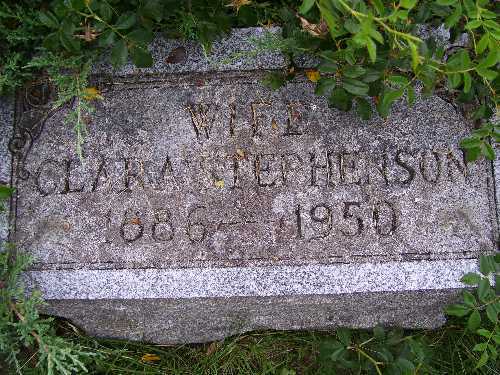 WIFE
CLARA STEPHENSON
1886 – 1950